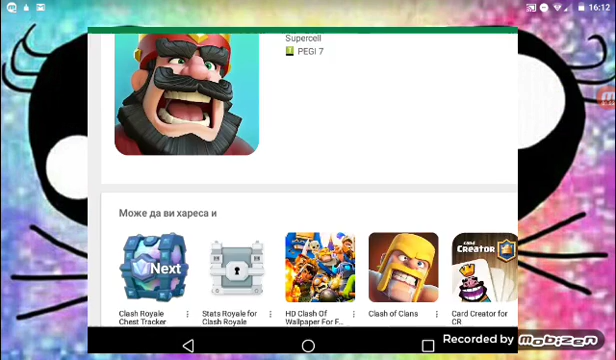 16:12
Supercell
PEGI 7
Може да ви хареса и
Next
CARD
CREATOR
Clash Royale
Chest Tracker
Stats Royale for
Clash Royale
HD Clash Of
Wallpaper For F...
Clash of Clans
Card Creator for
CR
Recorded by
MOBIZEN